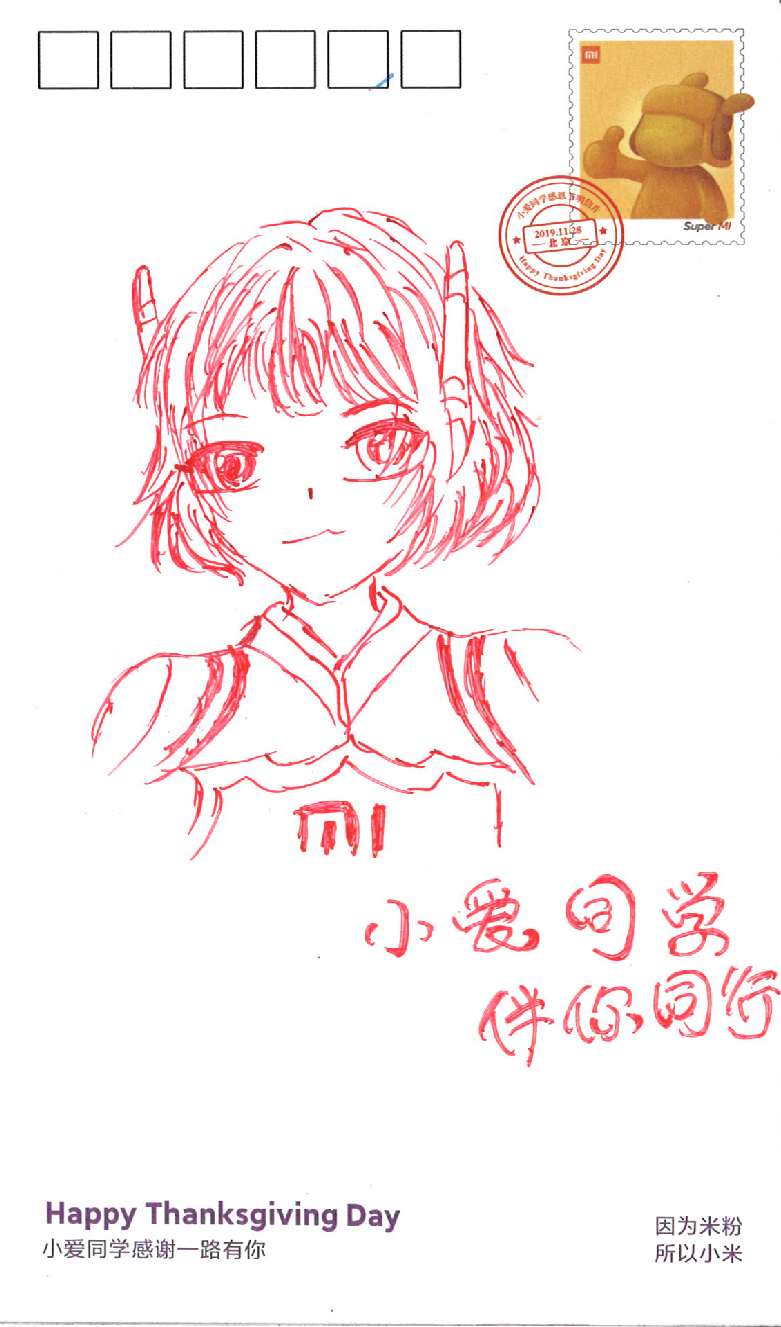 MI
Super MI
小爱同学感恩节明信片
2019.11.28
北京
Happy Thanksgiving Day
MI
小爱同学
伴你同行
Happy Thanksgiving Day
小爱同学感谢一路有你
因为米粉
所以小米